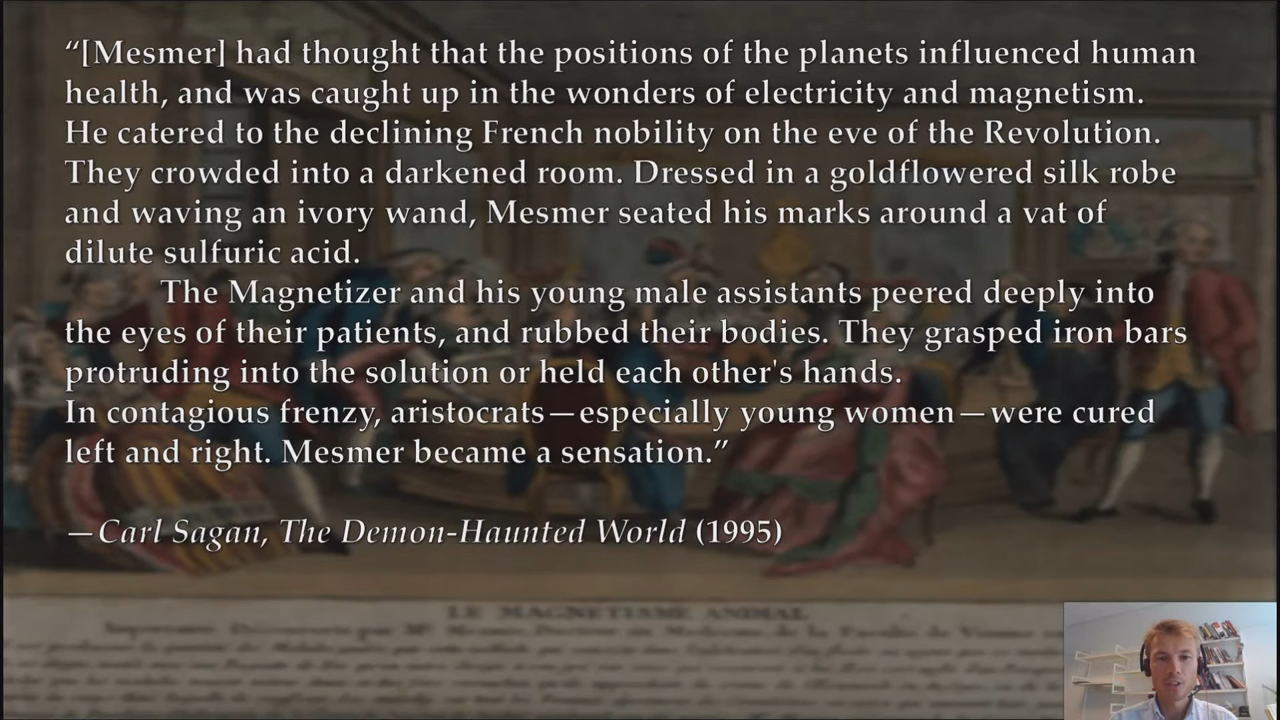 “[Mesmer] had thought that the positions of the planets influenced human
health, and was caught up in the wonders of electricity and magnetism.
He catered to the declining French nobility on the eve of the Revolution.
They crowded into a darkened room. Dressed in a goldflowered silk robe
and waving an ivory wand, Mesmer seated his marks around a vat of
dilute sulfuric acid.
The Magnetizer and his young male assistants peered deeply into
the eyes of their patients, and rubbed their bodies. They grasped iron bars
protruding into the solution or held each other's hands.
In contagious frenzy, aristocrats—especially young women—were cured
left and right. Mesmer became a sensation.”
—Carl Sagan, The Demon-Haunted World (1995)
LE MAGNETISME ANIMAL